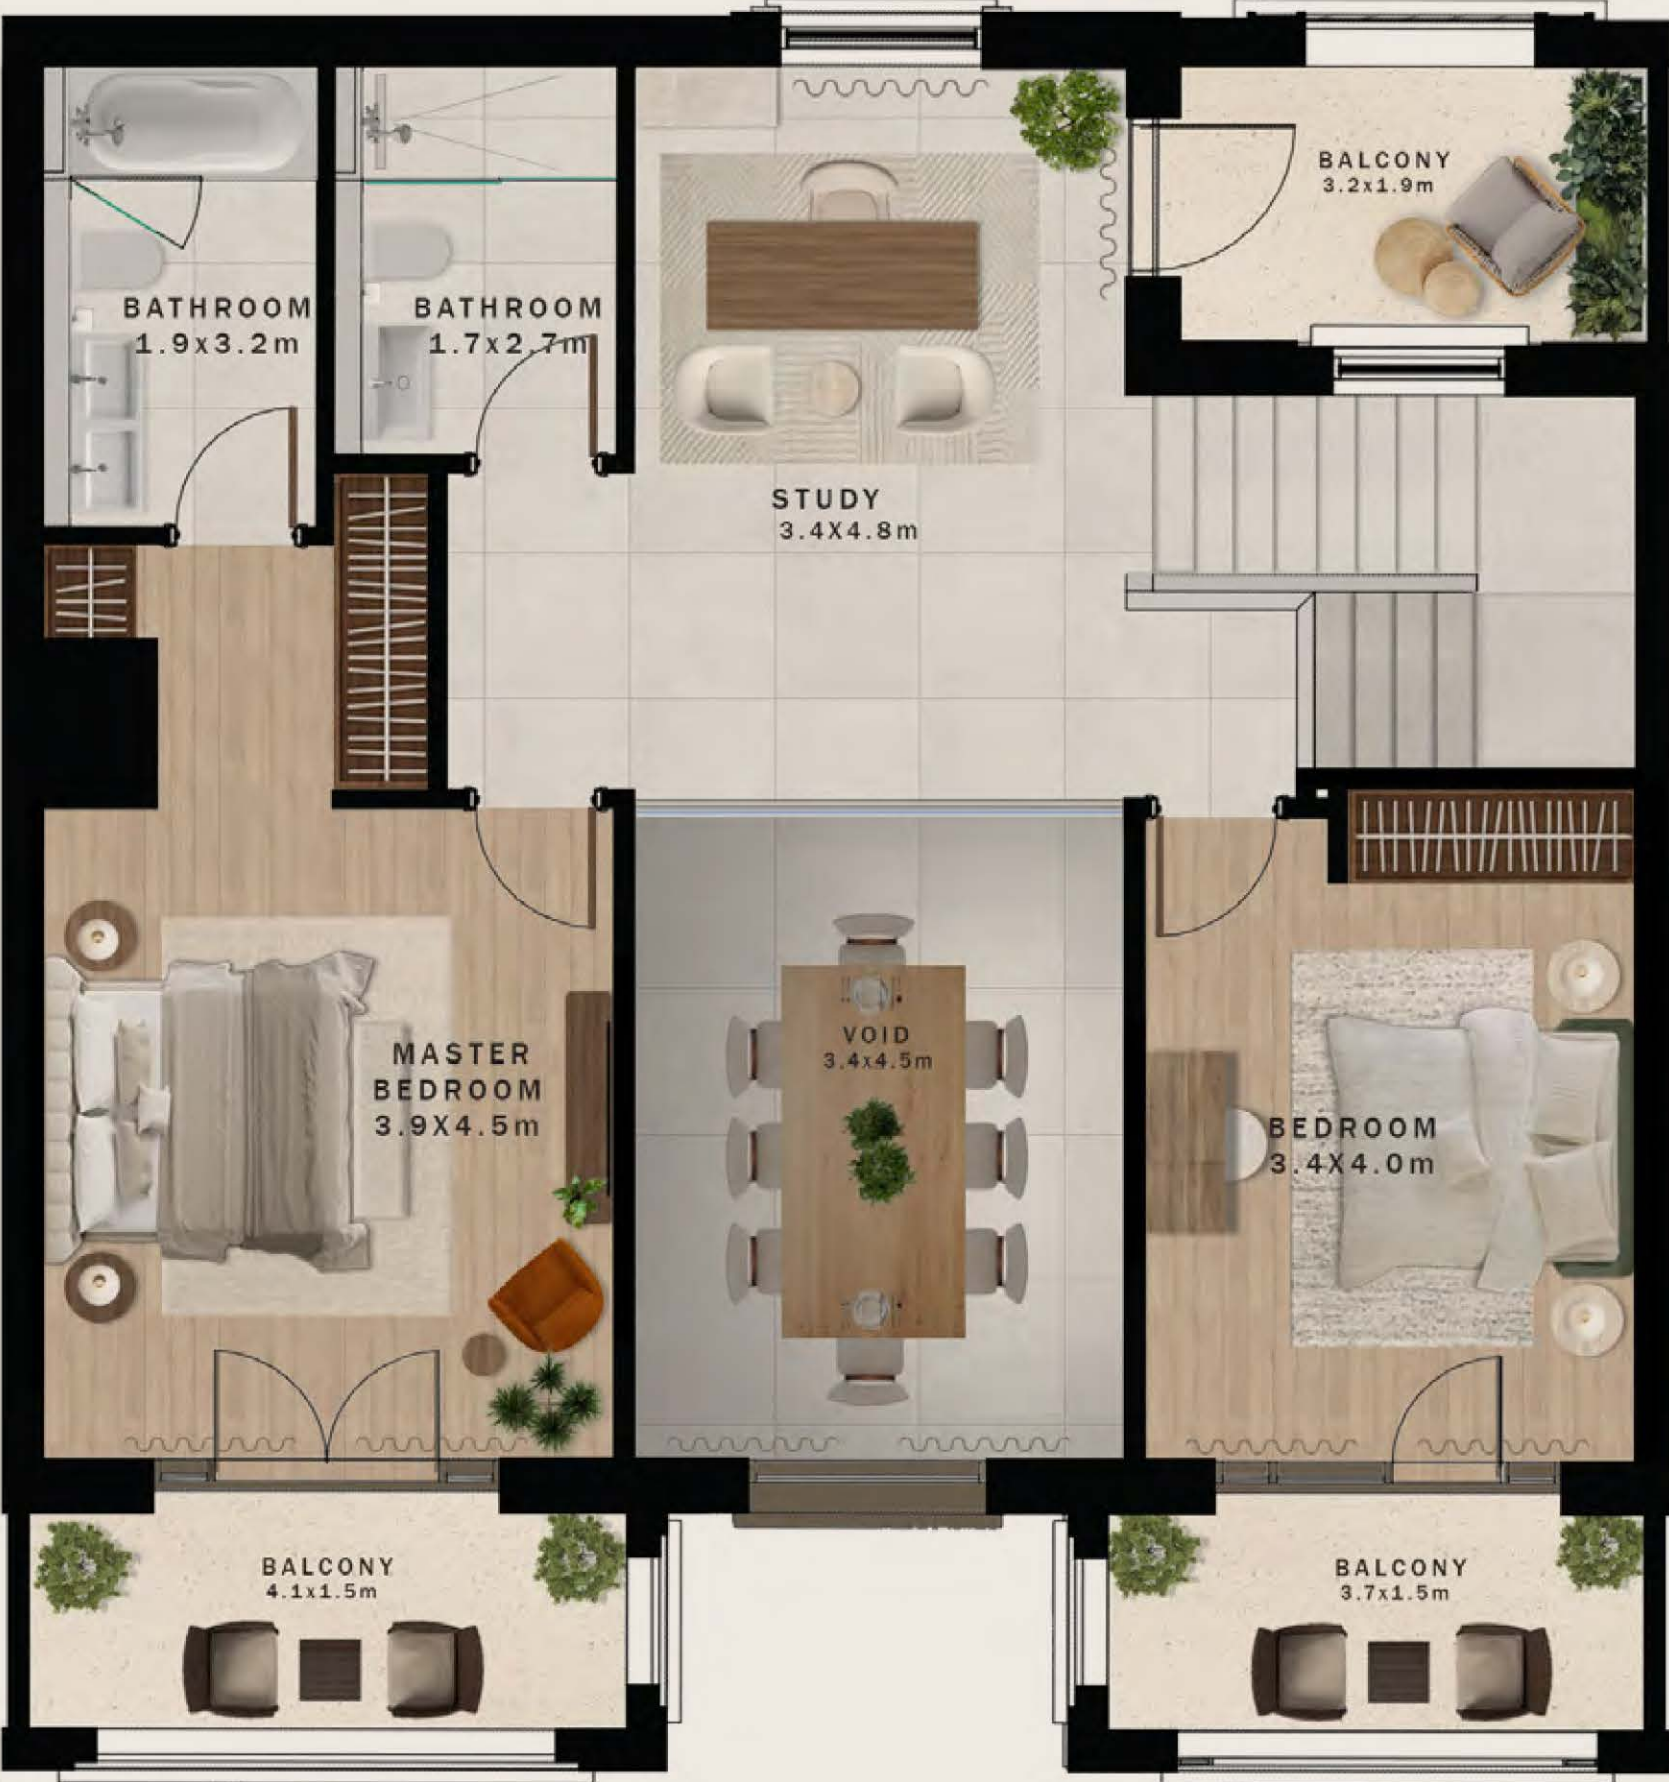 BALCONY
3.2x1.9m
BATHROOM
1.9x3.2m
BATHROOM
1.7x2.7m
STUDY
3.4X4.8m
VOID
3.4x4.5m
MASTER
BEDROOM
3.9X4.5m
BEDROOM
3.4X4.0m
BALCONY
4.1x1.5m
BALCONY
3.7x1.5m